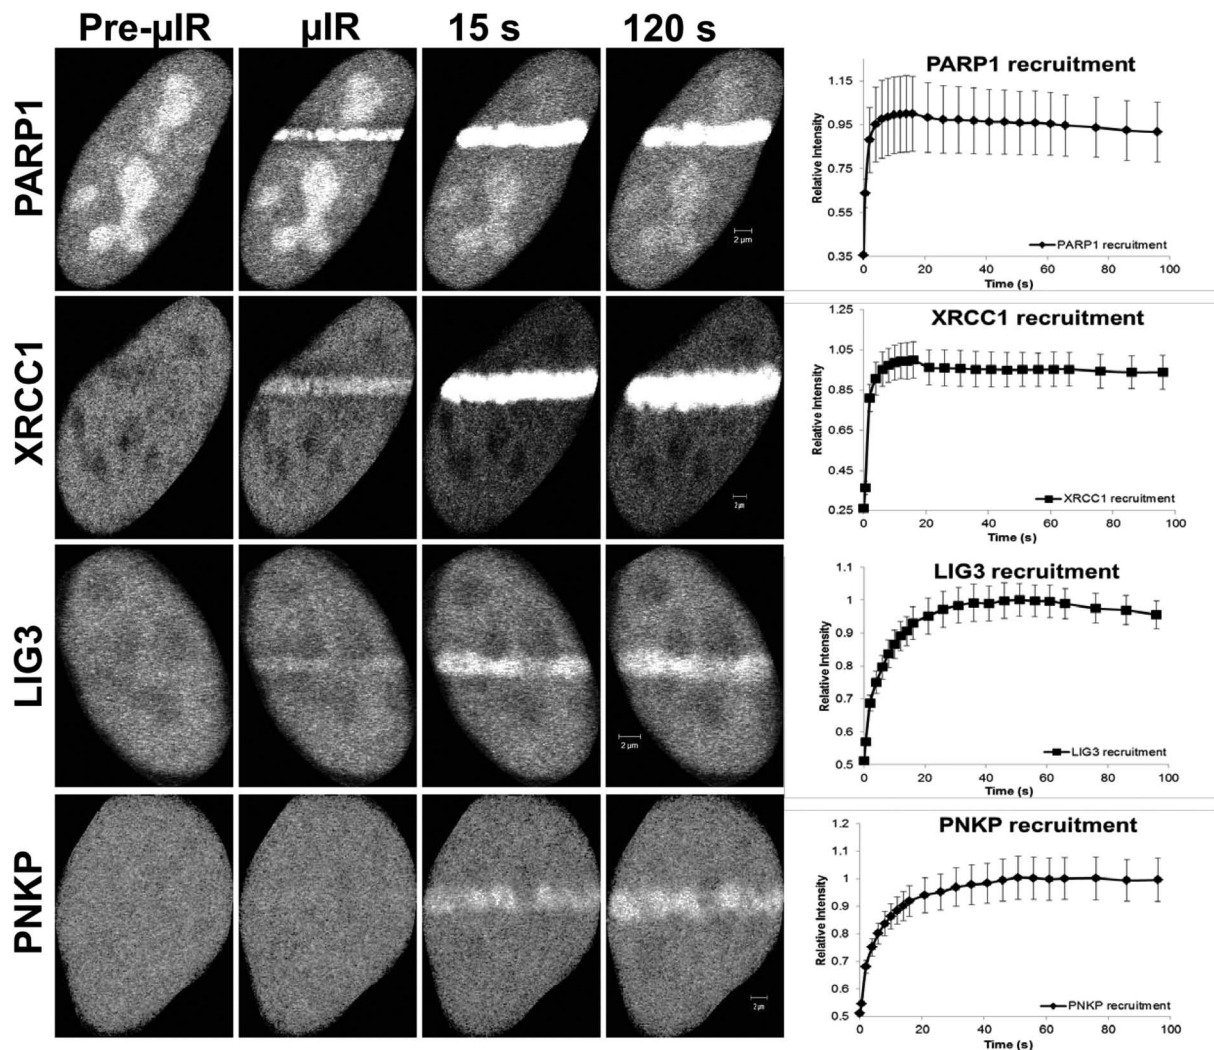 Pre-µIR µIR 15 s 120 s
PARP1
2 µm
PARP1 recruitment
Relative Intensity
1.15
0.95
0.75
0.55
0.35
PARP1 recruitment
0 20 40 60 80 100
Time (s)
XRCC1
2µm
XRCC1 recruitment
Relative Intensity
1.25
1.05
0.85
0.65
0.45
0.25
XRCC1 recruitment
0 20 40 60 80 100
Time (s)
LIG3
2 µm
LIG3 recruitment
Relative Intensity
1.1
1
0.9
0.8
0.7
0.6
0.5
LIG3 recruitment
0 20 40 60 80 100
Time (s)
PNKP
2 µm
PNKP recruitment
Relative Intensity
1.2
1.1
1
0.9
0.8
0.7
0.6
0.5
PNKP recruitment
0 20 40 60 80 100
Time (s)